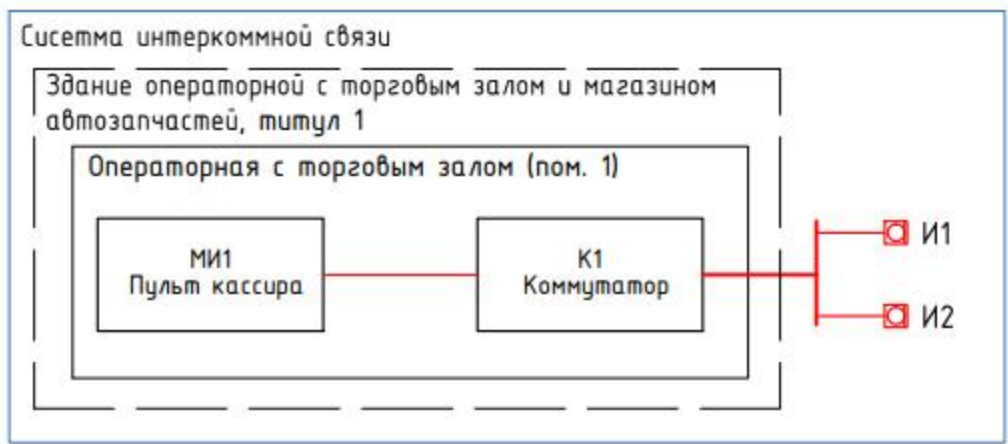 Сисетма интеркоммной связи
Здание операторной с торговым залом и магазином
автозапчастей, титул 1
Операторная с торговым залом (пом. 1)
МИ1
Пульт кассира
К1
Коммутатор
И1
И2